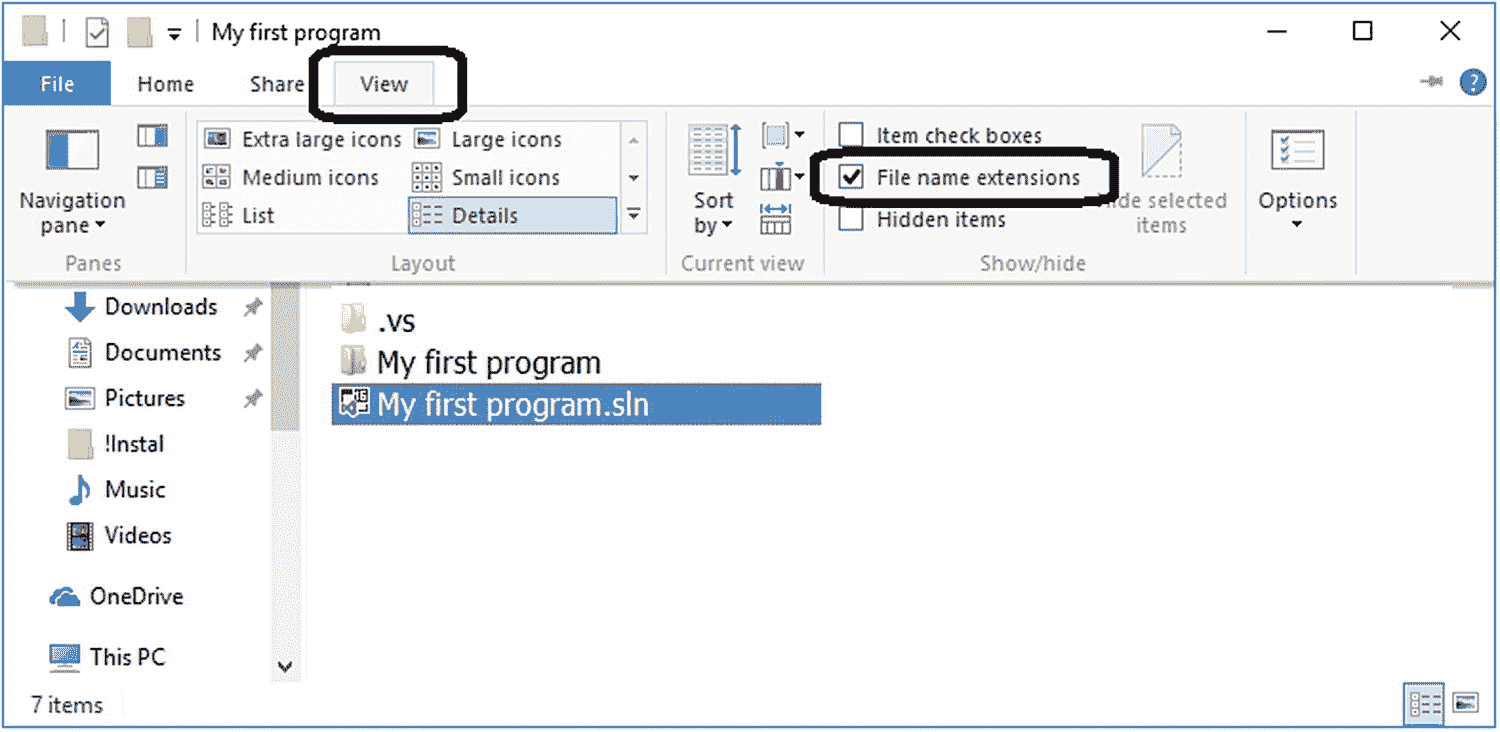 My first program
File Home Share View
Extra large icons Large icons
Medium icons Small icons
List Details
Navigation pane
Sort by
Item check boxes
File name extensions
Hidden items
selected items
Options
Panes Layout Current view Show/hide
Downloads
Documents
Pictures
!Instal
Music
Videos
OneDrive
This PC
.vs
My first program
My first program.sln
7 items